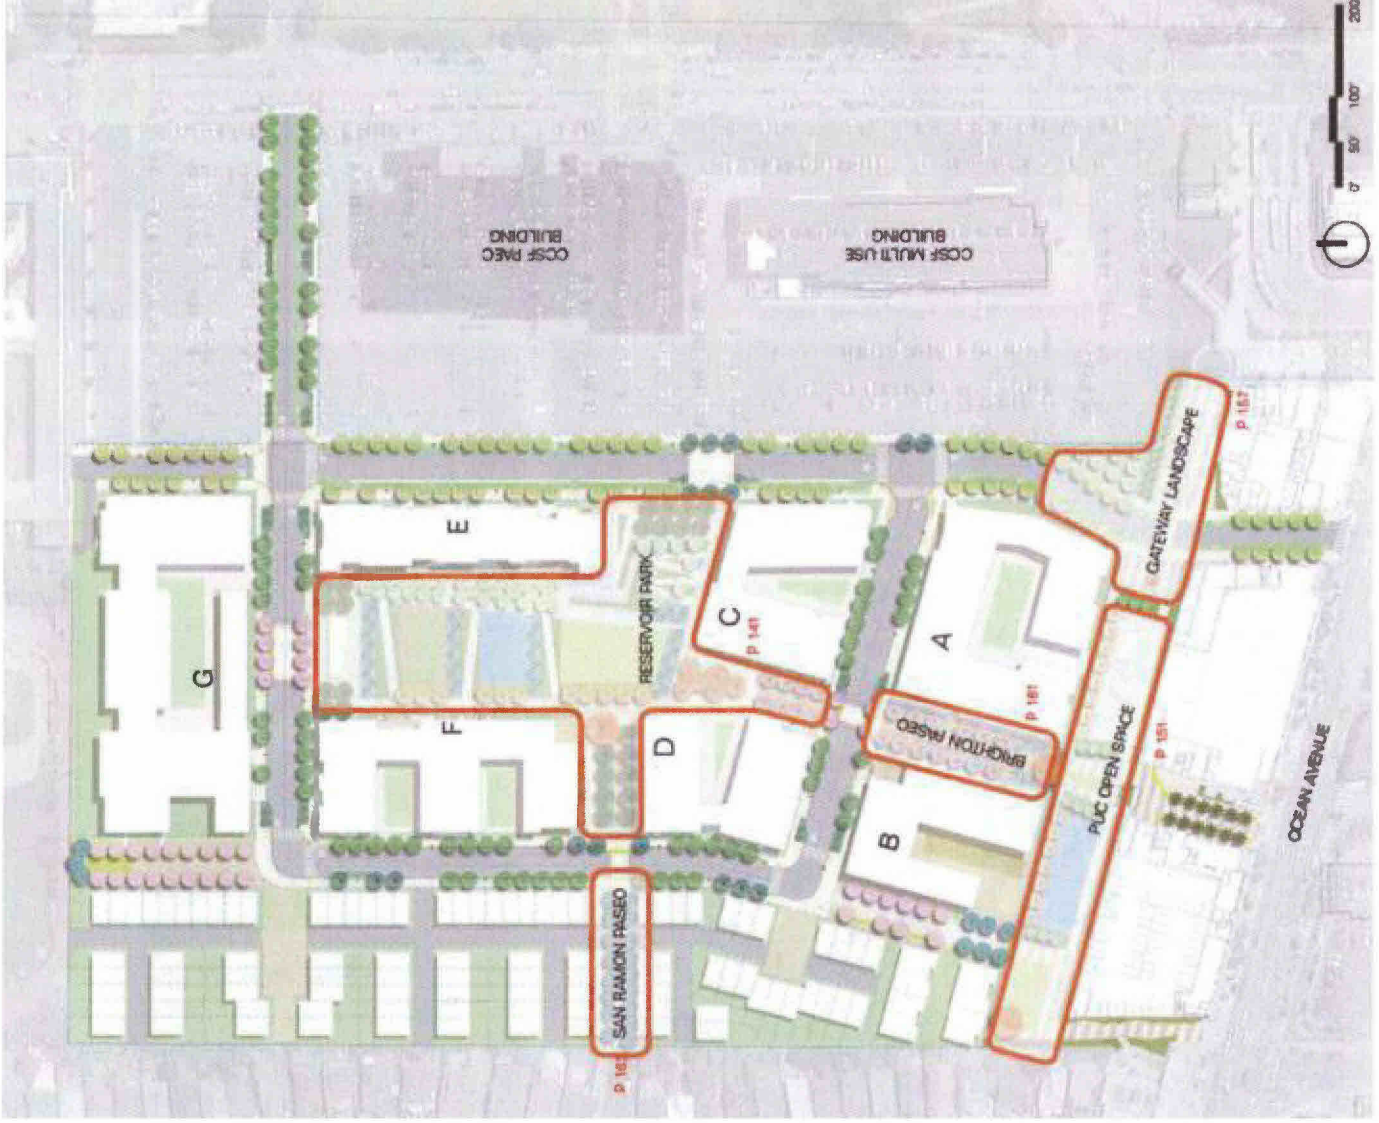 G
F
E
RESERVOIR PARK
D
C
P 141
SAN RAMON PASEO
B
BRIGHTON PASEO
P 161
A
PUC OPEN SPACE
P 151
GATEWAY LANDSCAPE
P 157
OCEAN AVENUE
CCSF PAEC
BUILDING
CCSF MULTI USE
BUILDING
0' 50' 100' 200'